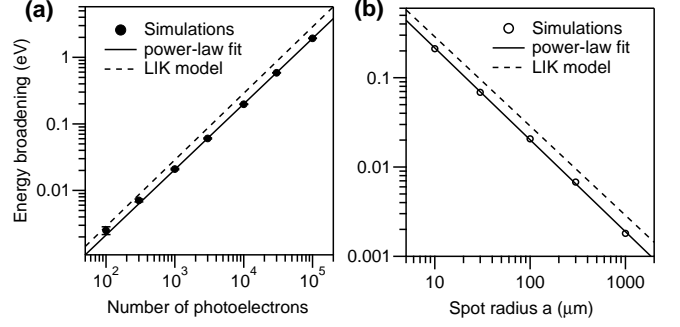 (a)
Simulations
power-law fit
LIK model
Energy broadening (eV)
1
0.1
0.01
10^2
10^3
10^4
10^5
Number of photoelectrons
(b)
Simulations
power-law fit
LIK model
0.1
0.01
0.001
10
100
1000
Spot radius a (μm)